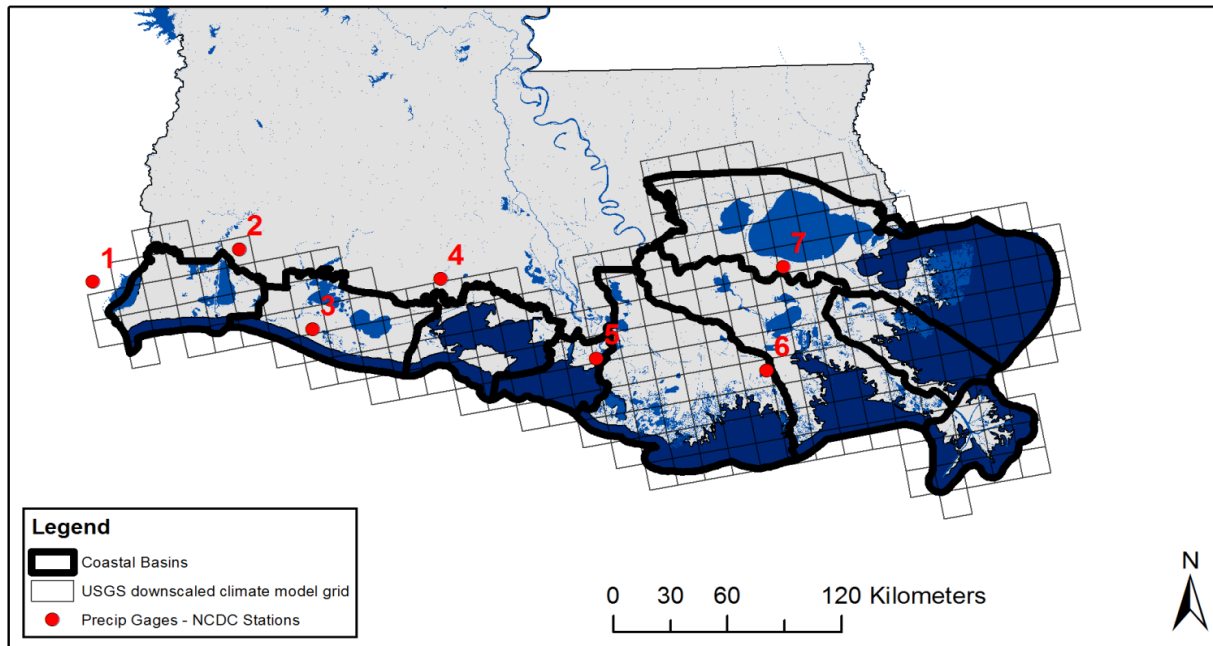 7
2
1
4
3
5
6
Legend
Coastal Basins
USGS downscaled climate model grid
Precip Gages - NCDC Stations
0 30 60 120 Kilometers
N